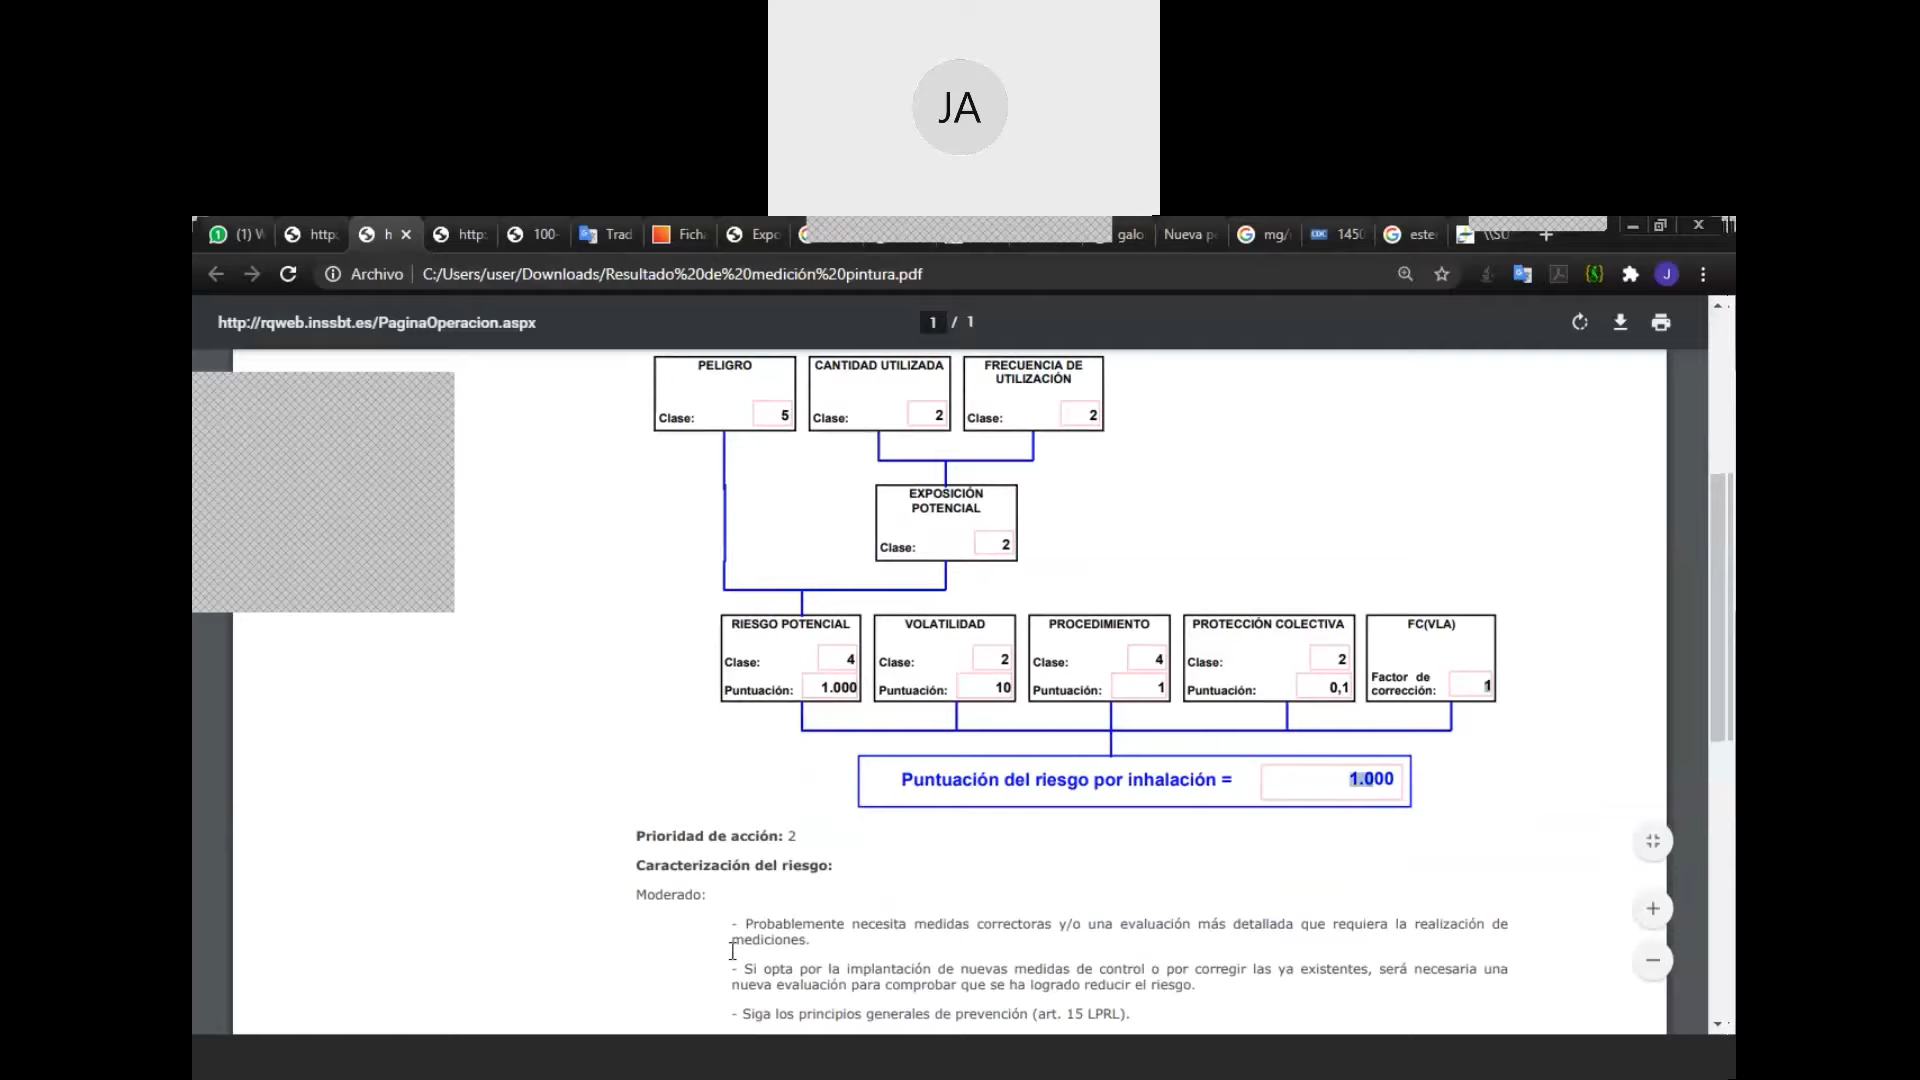 JA
(1) W
http:
h
http:
100-
Trad
Fich
Expo
galo
Nueva p
mg/
CDC
1450
este
\\SU
Archivo
C:/Users/user/Downloads/Resultado%20de%20medición%20pintura.pdf
J
http://rqweb.inssbt.es/PaginaOperacion.aspx
1 / 1
PELIGRO
Clase: 5
CANTIDAD UTILIZADA
Clase: 2
FRECUENCIA DE
UTILIZACIÓN
Clase: 2
EXPOSICIÓN
POTENCIAL
Clase: 2
RIESGO POTENCIAL
Clase: 4
Puntuación: 1.000
VOLATILIDAD
Clase: 2
Puntuación: 10
PROCEDIMIENTO
Clase: 4
Puntuación: 1
PROTECCIÓN COLECTIVA
Clase: 2
Puntuación: 0,1
FC(VLA)
Factor de
corrección: 1
Puntuación del riesgo por inhalación = 1.000
Prioridad de acción: 2
Caracterización del riesgo:
Moderado:
- Probablemente necesita medidas correctoras y/o una evaluación más detallada que requiera la realización de
mediciones.
- Si opta por la implantación de nuevas medidas de control o por corregir las ya existentes, será necesaria una
nueva evaluación para comprobar que se ha logrado reducir el riesgo.
- Siga los principios generales de prevención (art. 15 LPRL).